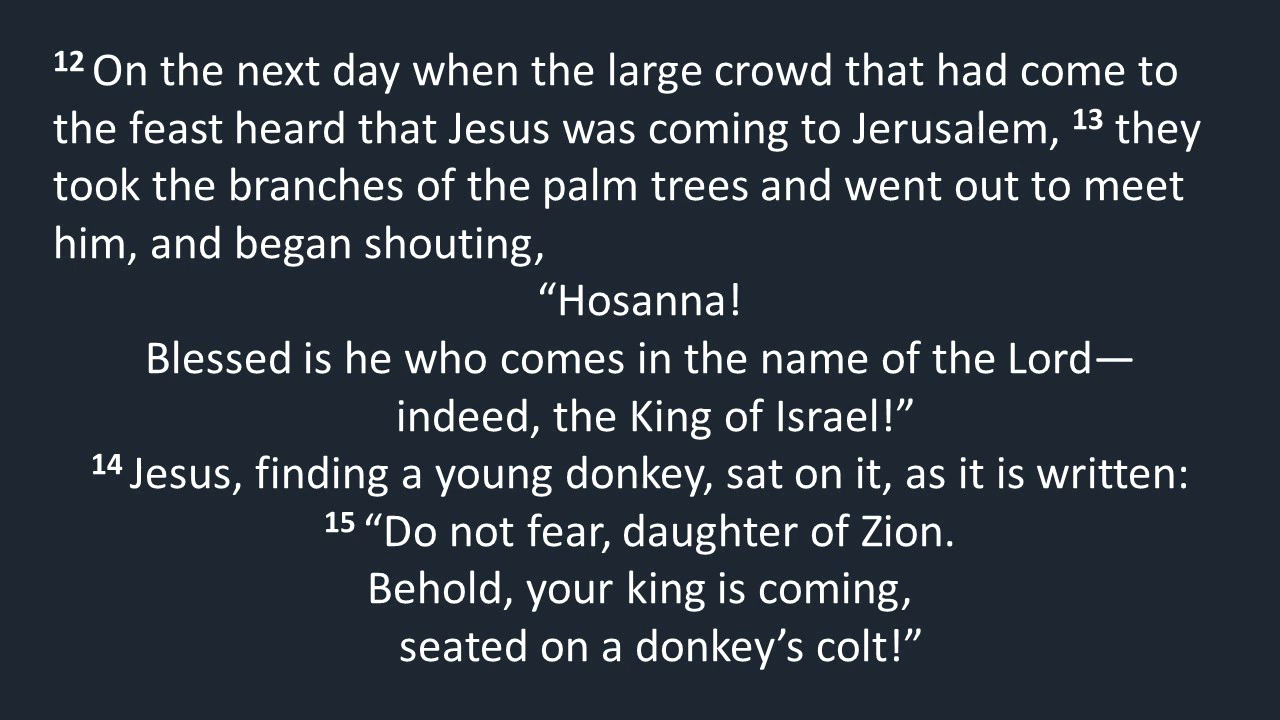 12 On the next day when the large crowd that had come to
the feast heard that Jesus was coming to Jerusalem, 13 they
took the branches of the palm trees and went out to meet
him, and began shouting,
“Hosanna!
Blessed is he who comes in the name of the Lord—
indeed, the King of Israel!”
14 Jesus, finding a young donkey, sat on it, as it is written:
15 “Do not fear, daughter of Zion.
Behold, your king is coming,
seated on a donkey’s colt!”